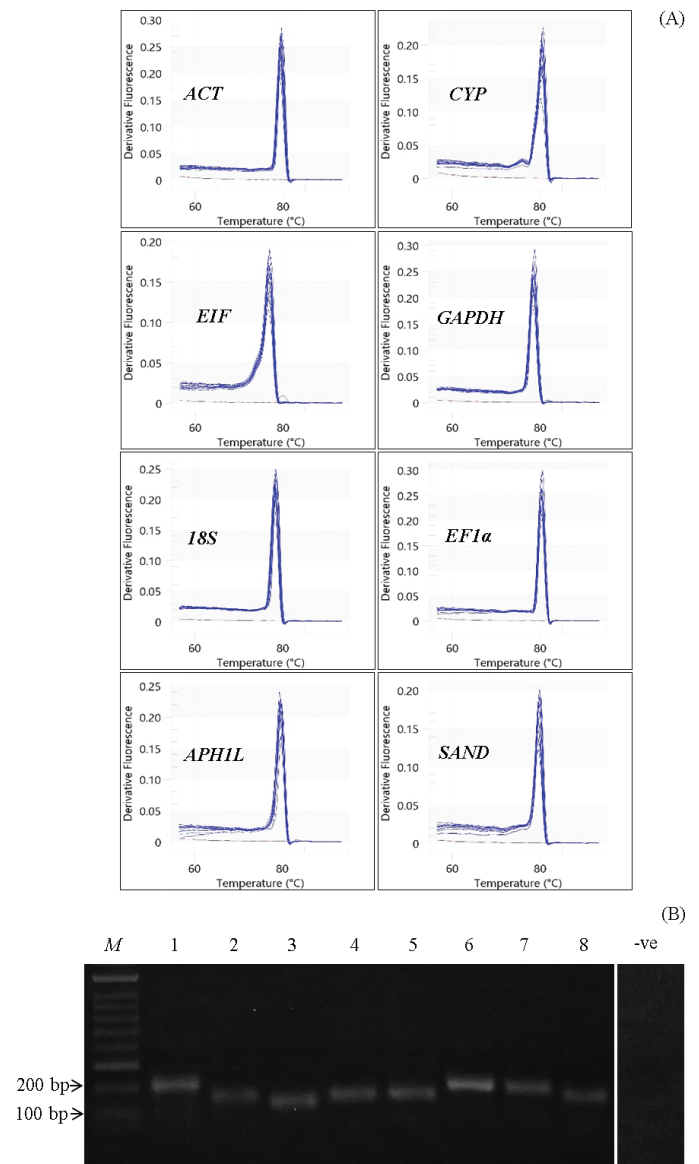 (A)
Derivative Fluorescence
0.30
0.25
0.20
0.15
0.10
0.05
0
ACT
60 80
Temperature (°C)
Derivative Fluorescence
0.20
0.15
0.10
0.05
0
CYP
60 80
Temperature (°C)
Derivative Fluorescence
0.20
0.15
0.10
0.05
0
EIF
60 80
Temperature (°C)
Derivative Fluorescence
0.30
0.25
0.20
0.15
0.10
0.05
0
GAPDH
60 80
Temperature (°C)
Derivative Fluorescence
0.25
0.20
0.15
0.10
0.05
0
18S
60 80
Temperature (°C)
Derivative Fluorescence
0.30
0.25
0.20
0.15
0.10
0.05
0
EF1α
60 80
Temperature (°C)
Derivative Fluorescence
0.25
0.20
0.15
0.10
0.05
0
APH1L
60 80
Temperature (°C)
Derivative Fluorescence
0.20
0.15
0.10
0.05
0
SAND
60 80
Temperature (°C)
(B)
M 1 2 3 4 5 6 7 8 -ve
200 bp
100 bp